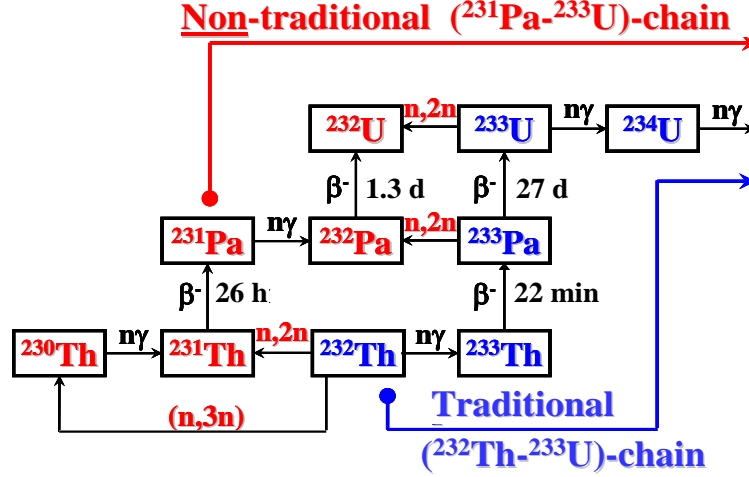 Non-traditional (²³¹Pa-²³³U)-chain
²³²U n,2n ²³³U nγ ²³⁴U nγ
β⁻ 1.3 d β⁻ 27 d
²³¹Pa nγ ²³²Pa n,2n ²³³Pa
β⁻ 26 h β⁻ 22 min
²³⁰Th nγ ²³¹Th n,2n ²³²Th nγ ²³³Th
(n,3n) Traditional
(²³²Th-²³³U)-chain